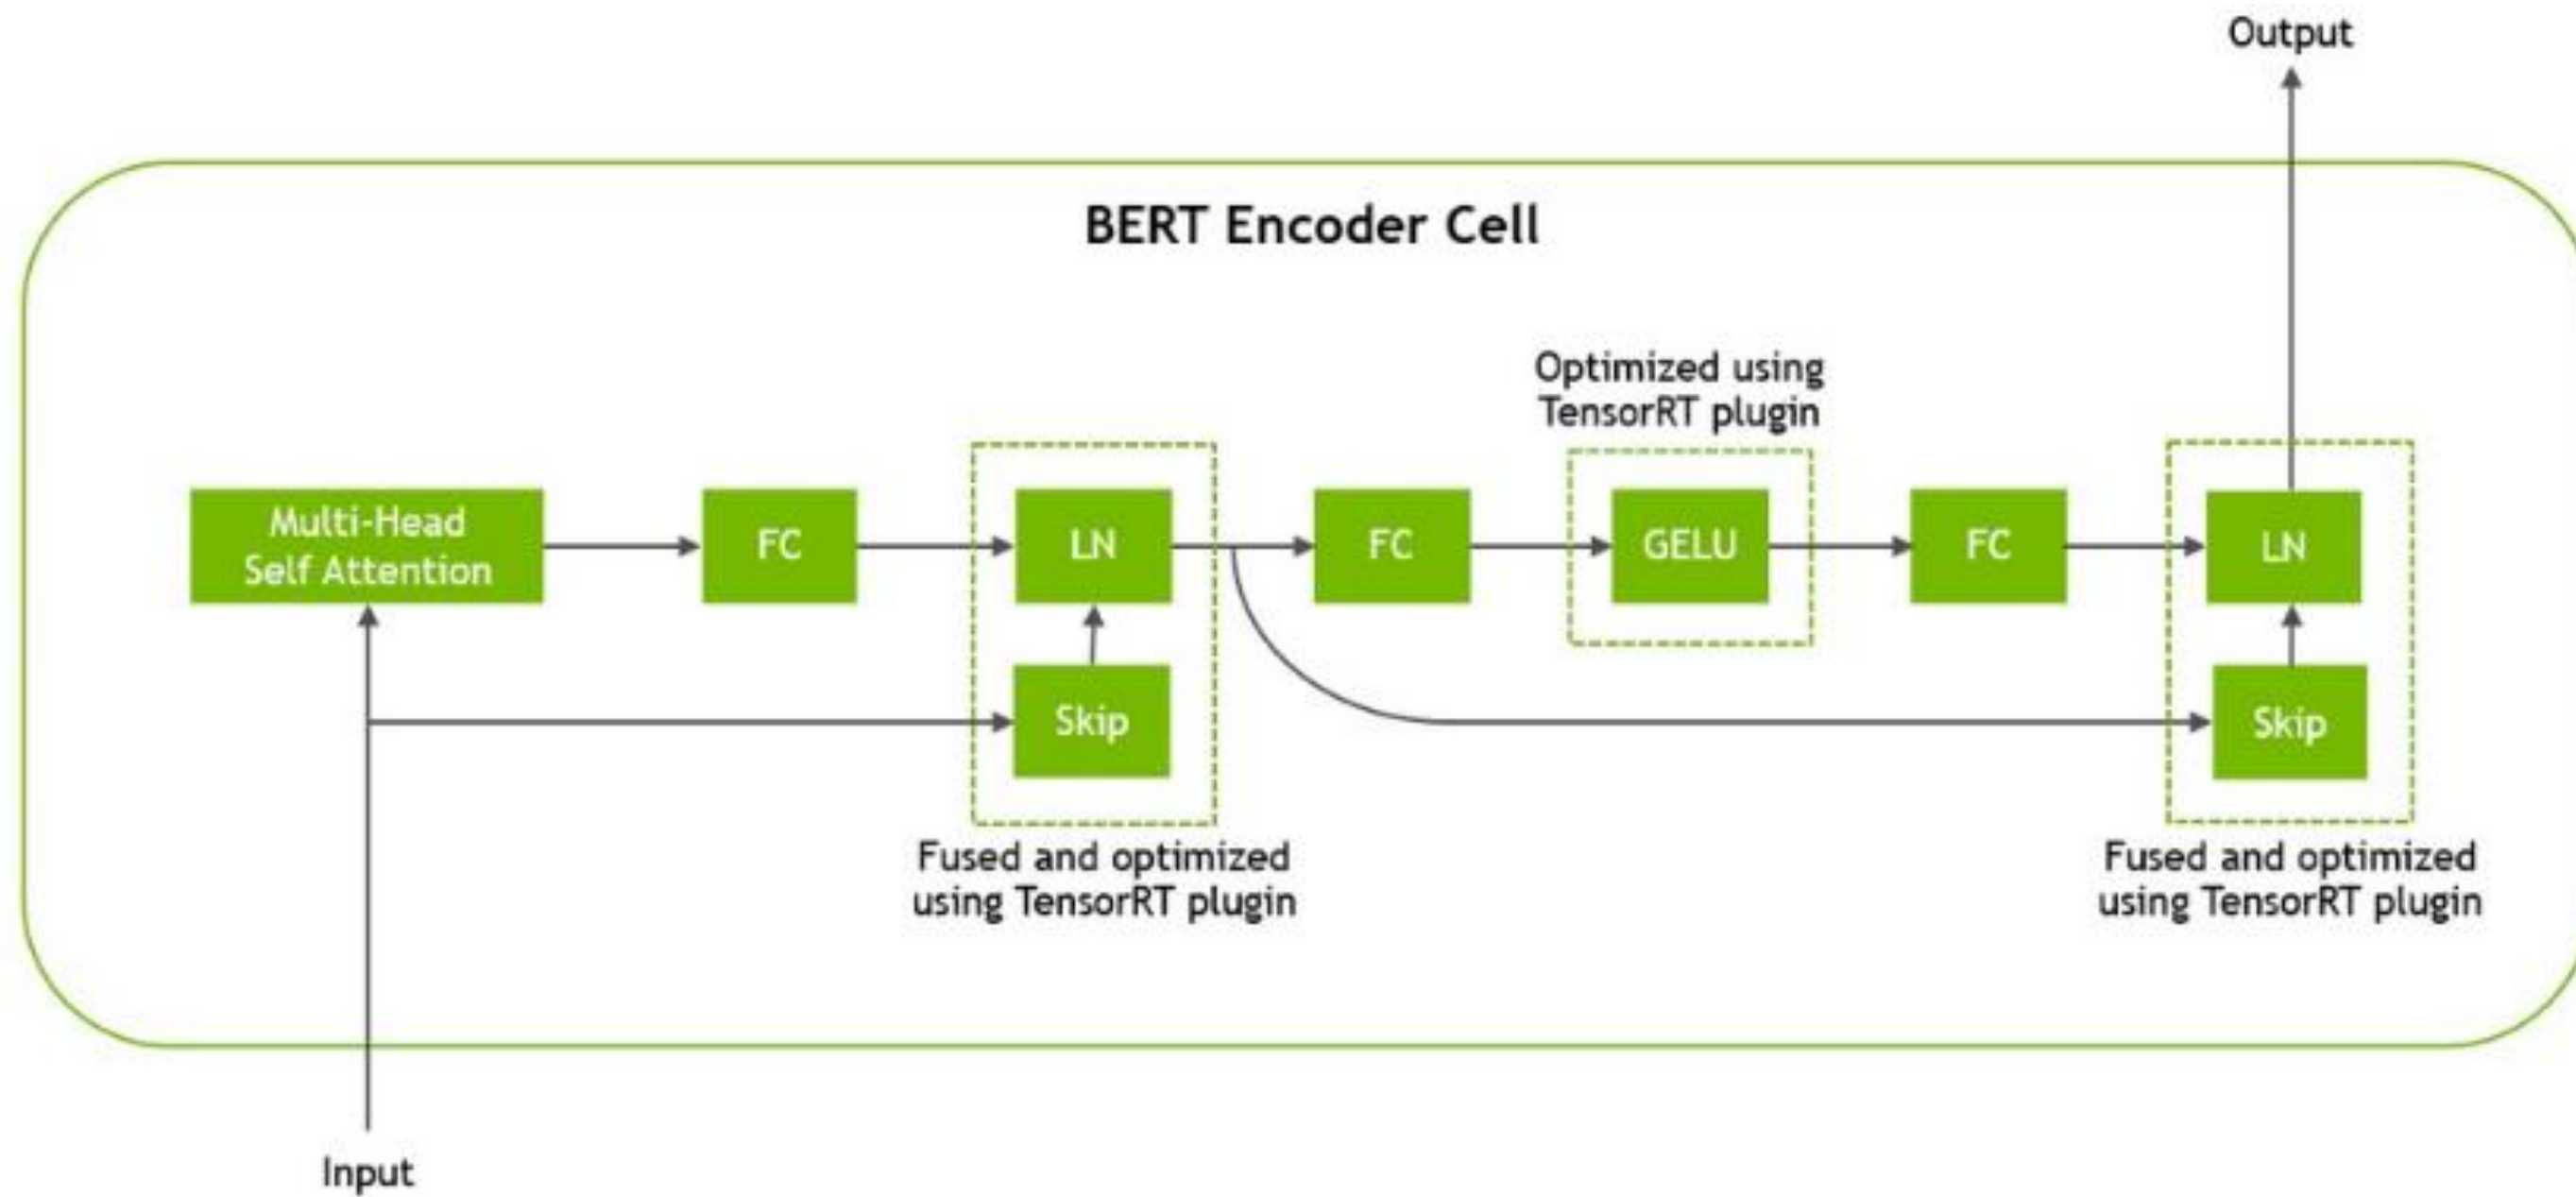 Output
BERT Encoder Cell
Optimized using
TensorRT plugin
Multi-Head
Self Attention
FC
LN
FC
GELU
FC
LN
Skip
Skip
Fused and optimized
using TensorRT plugin
Fused and optimized
using TensorRT plugin
Input